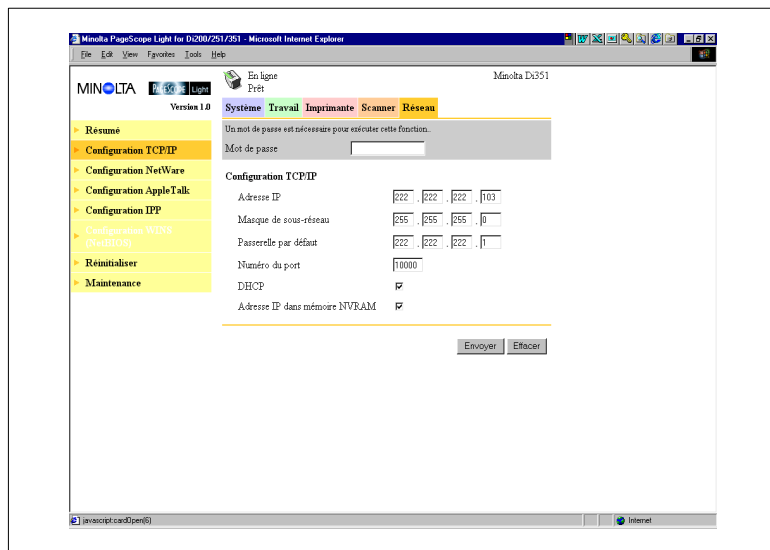 Minolta PageScope Light for Di200/251/351 - Microsoft Internet Explorer
File Edit View Favorites Tools Help
MINOLTA PAGESCOPE Light
Version 1.0
En ligne
Prêt
Minolta Di351
Système Travail Imprimante Scanner Réseau
Résumé
Configuration TCP/IP
Configuration NetWare
Configuration AppleTalk
Configuration IPP
Configuration WINS
(NetBIOS)
Réinitialiser
Maintenance
Un mot de passe est nécessaire pour exécuter cette fonction..
Mot de passe
Configuration TCP/IP
Adresse IP 222 . 222 . 222 . 103
Masque de sous-réseau 255 . 255 . 255 . 0
Passerelle par défaut 222 . 222 . 222 . 1
Numéro du port 10000
DHCP
Adresse IP dans mémoire NVRAM
Envoyer Effacer
javascript:cardOpen(6)
Internet